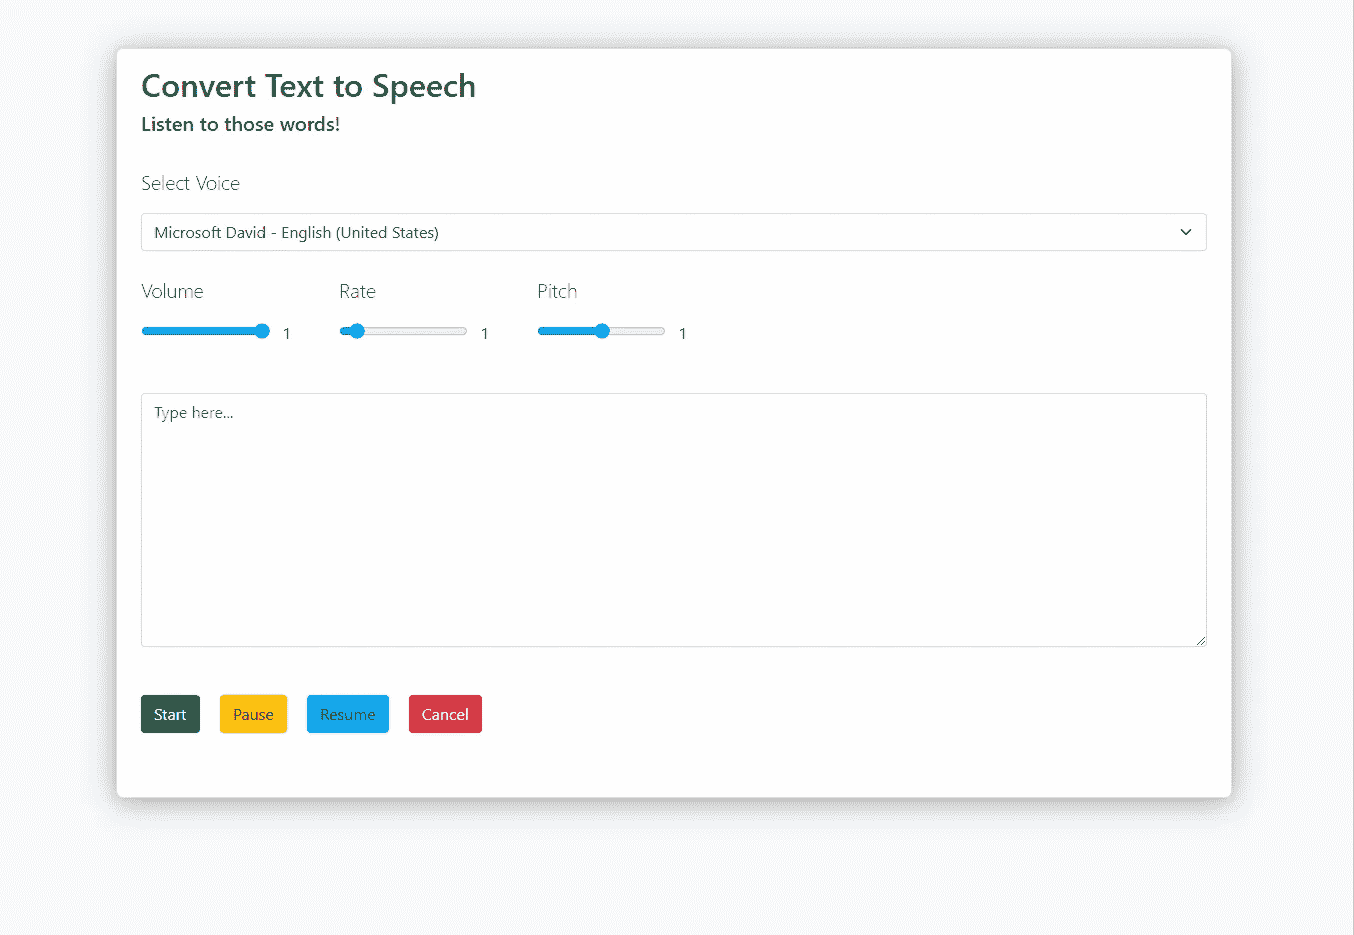 Convert Text to Speech
Listen to those words!
Select Voice
Microsoft David - English (United States)
Volume Rate Pitch
1 1 1
Type here...
Start Pause Resume Cancel